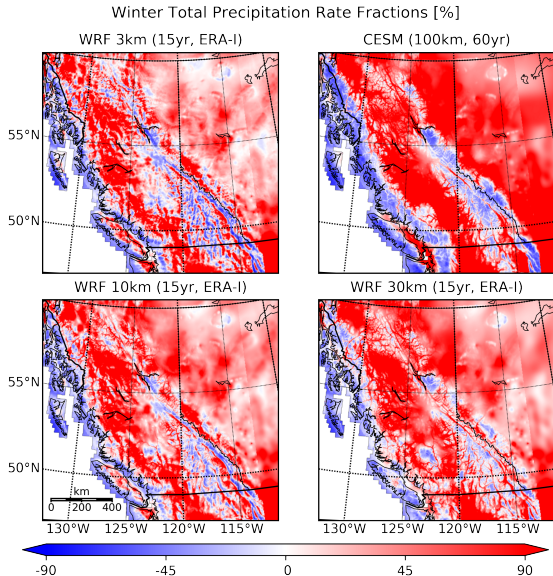 Winter Total Precipitation Rate Fractions [%]
WRF 3km (15yr, ERA-I)
CESM (100km, 60yr)
55°N
50°N
WRF 10km (15yr, ERA-I)
WRF 30km (15yr, ERA-I)
55°N
50°N
km
0 200 400
130°W 125°W 120°W 115°W
130°W 125°W 120°W 115°W
-90 -45 0 45 90